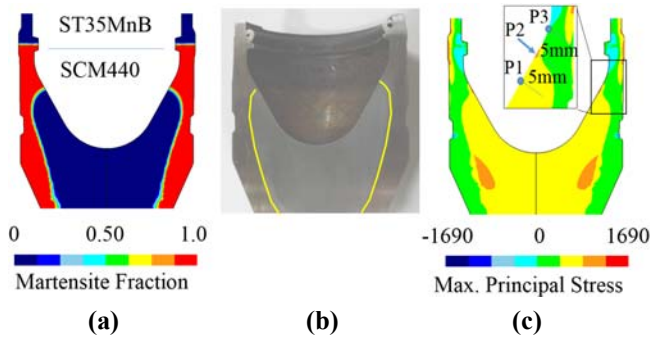 ST35MnB
SCM440
P3
P2
5mm
P1
5mm
0 0.50 1.0
Martensite Fraction
-1690 0 1690
Max. Principal Stress
(a) (b) (c)